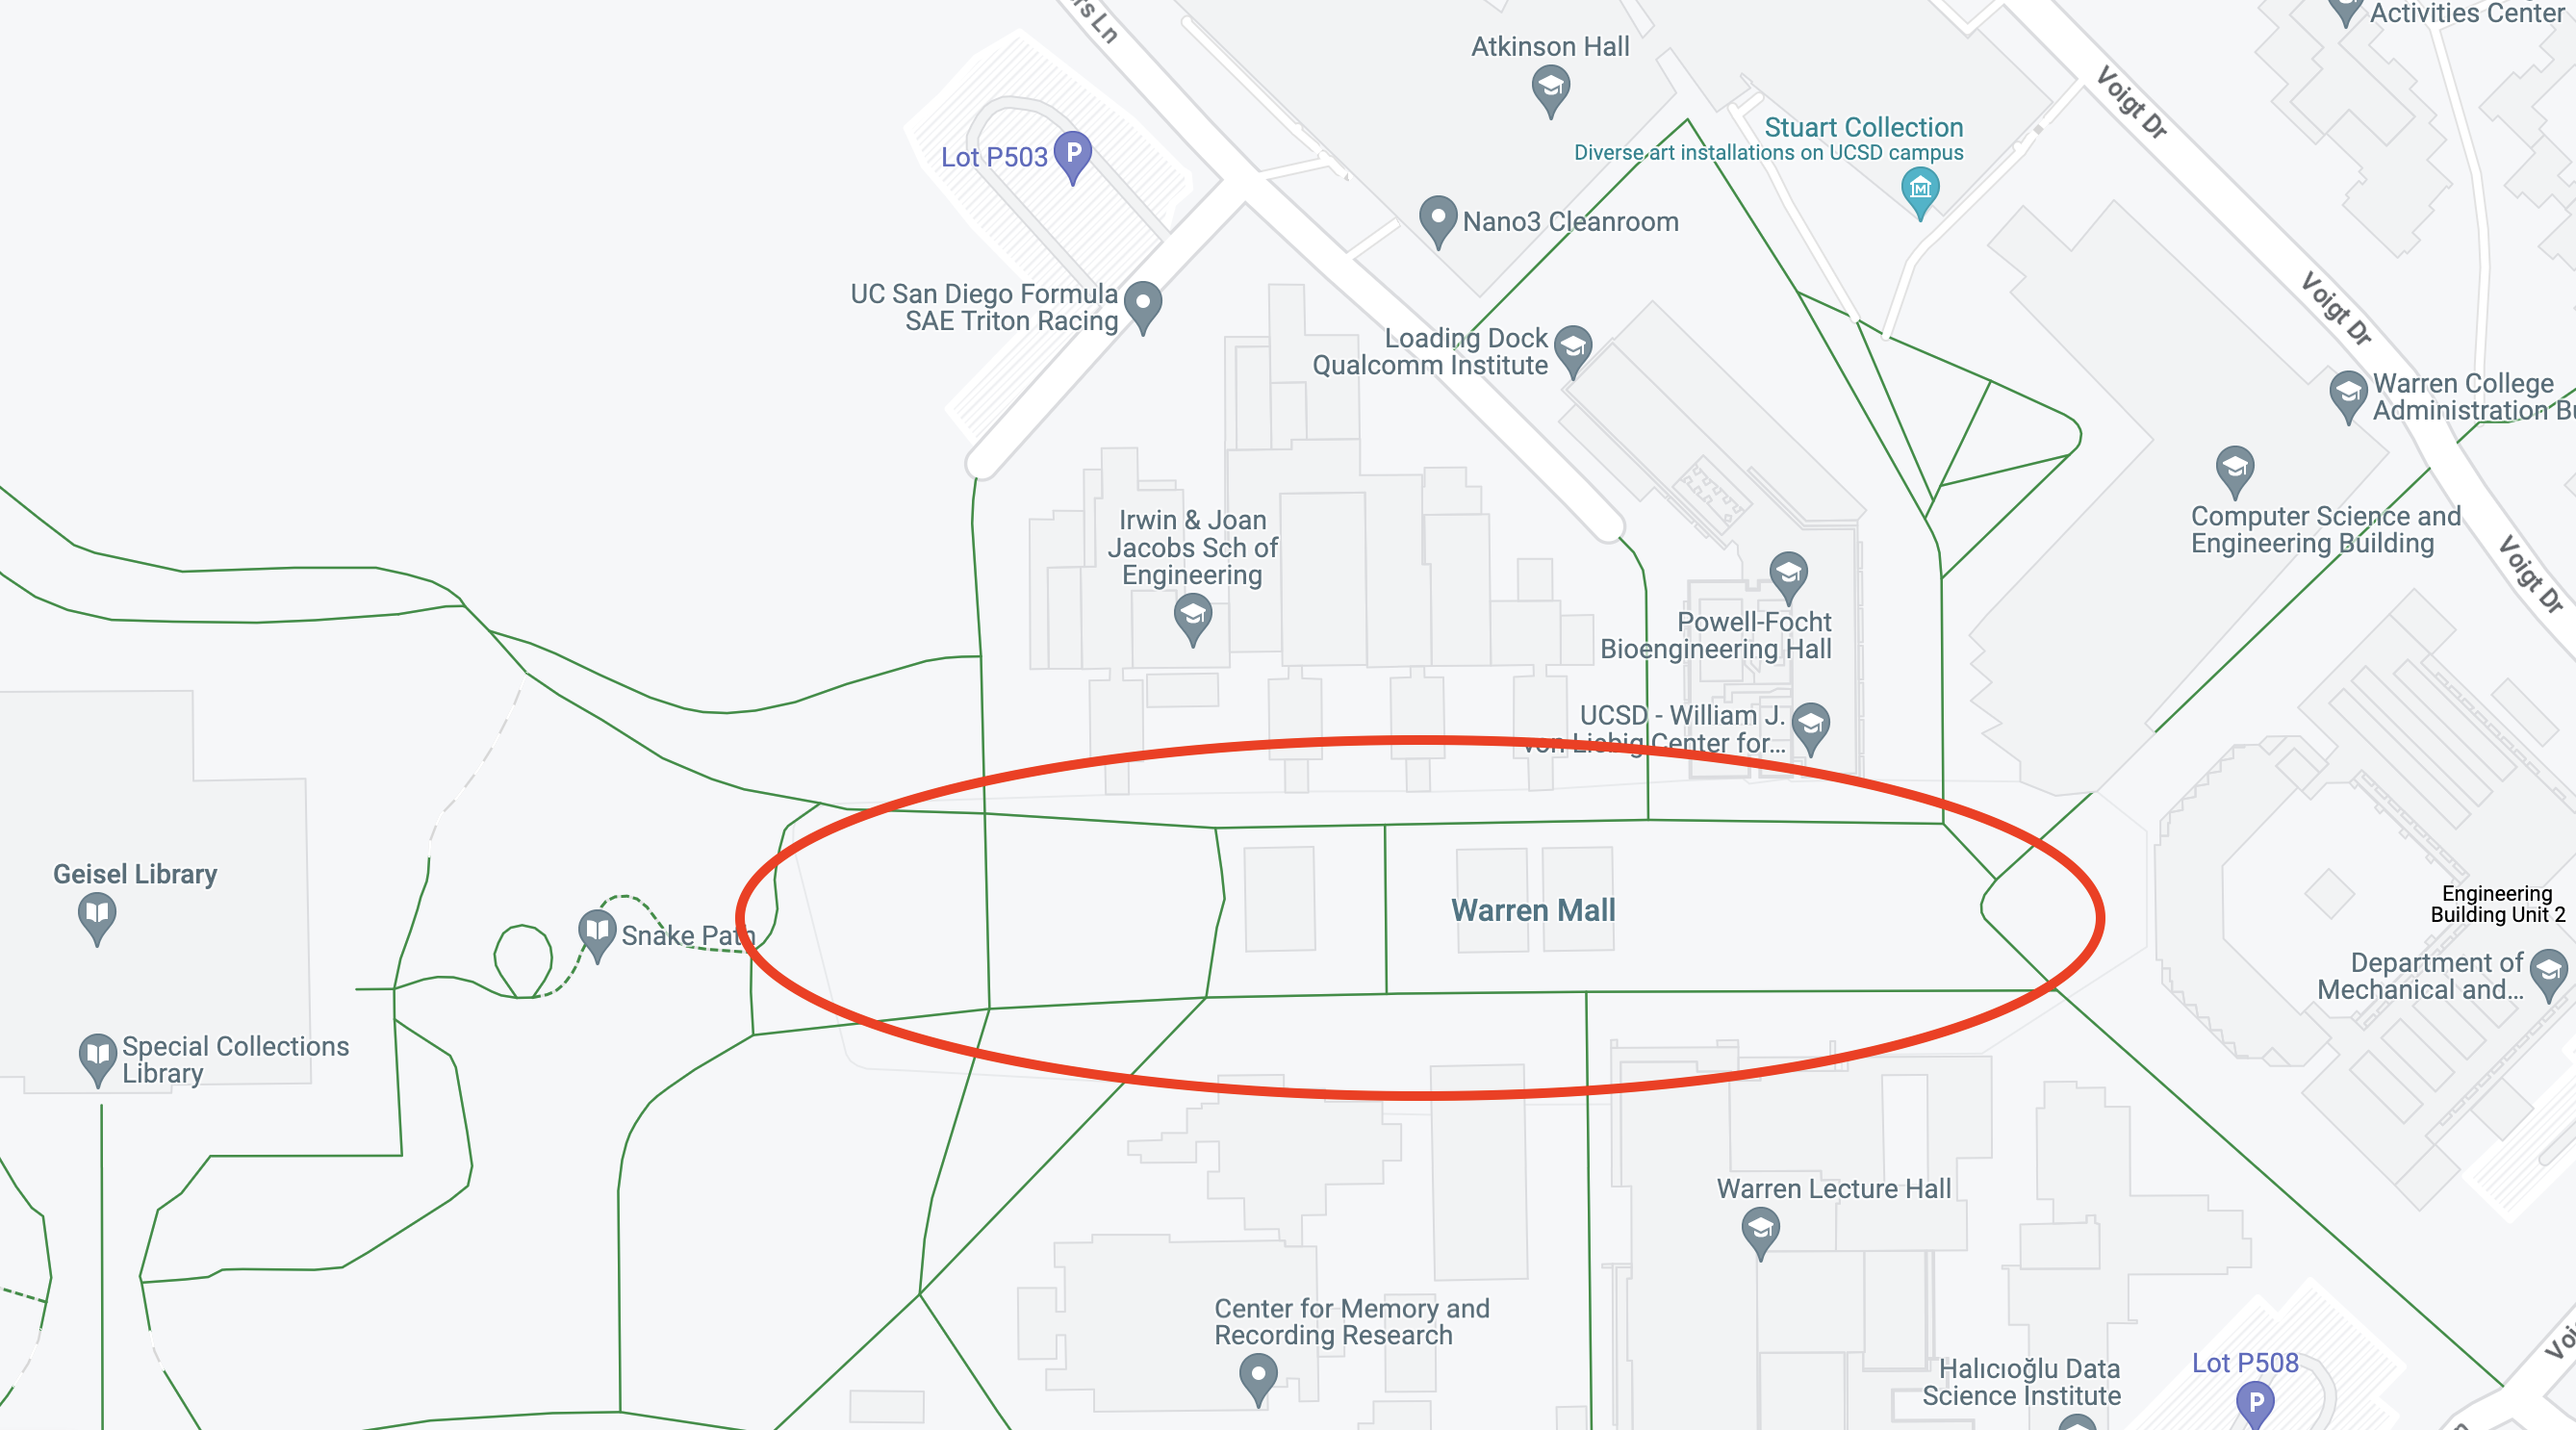 rs Ln
Activities Center
Atkinson Hall
Voigt Dr
Stuart Collection
Diverse art installations on UCSD campus
Lot P503
P
M
Nano3 Cleanroom
UC San Diego Formula
SAE Triton Racing
Voigt Dr
Loading Dock
Qualcomm Institute
Warren College
Administration Bu
Irwin & Joan
Jacobs Sch of
Engineering
Computer Science and
Engineering Building
Voigt Dr
Powell-Focht
Bioengineering Hall
UCSD - William J.
von Liebig Center for...
Geisel Library
Snake Path
Warren Mall
Engineering
Building Unit 2
Department of
Mechanical and...
Special Collections
Library
Warren Lecture Hall
Center for Memory and
Recording Research
Halıcıoğlu Data
Science Institute
Lot P508
P
Voi